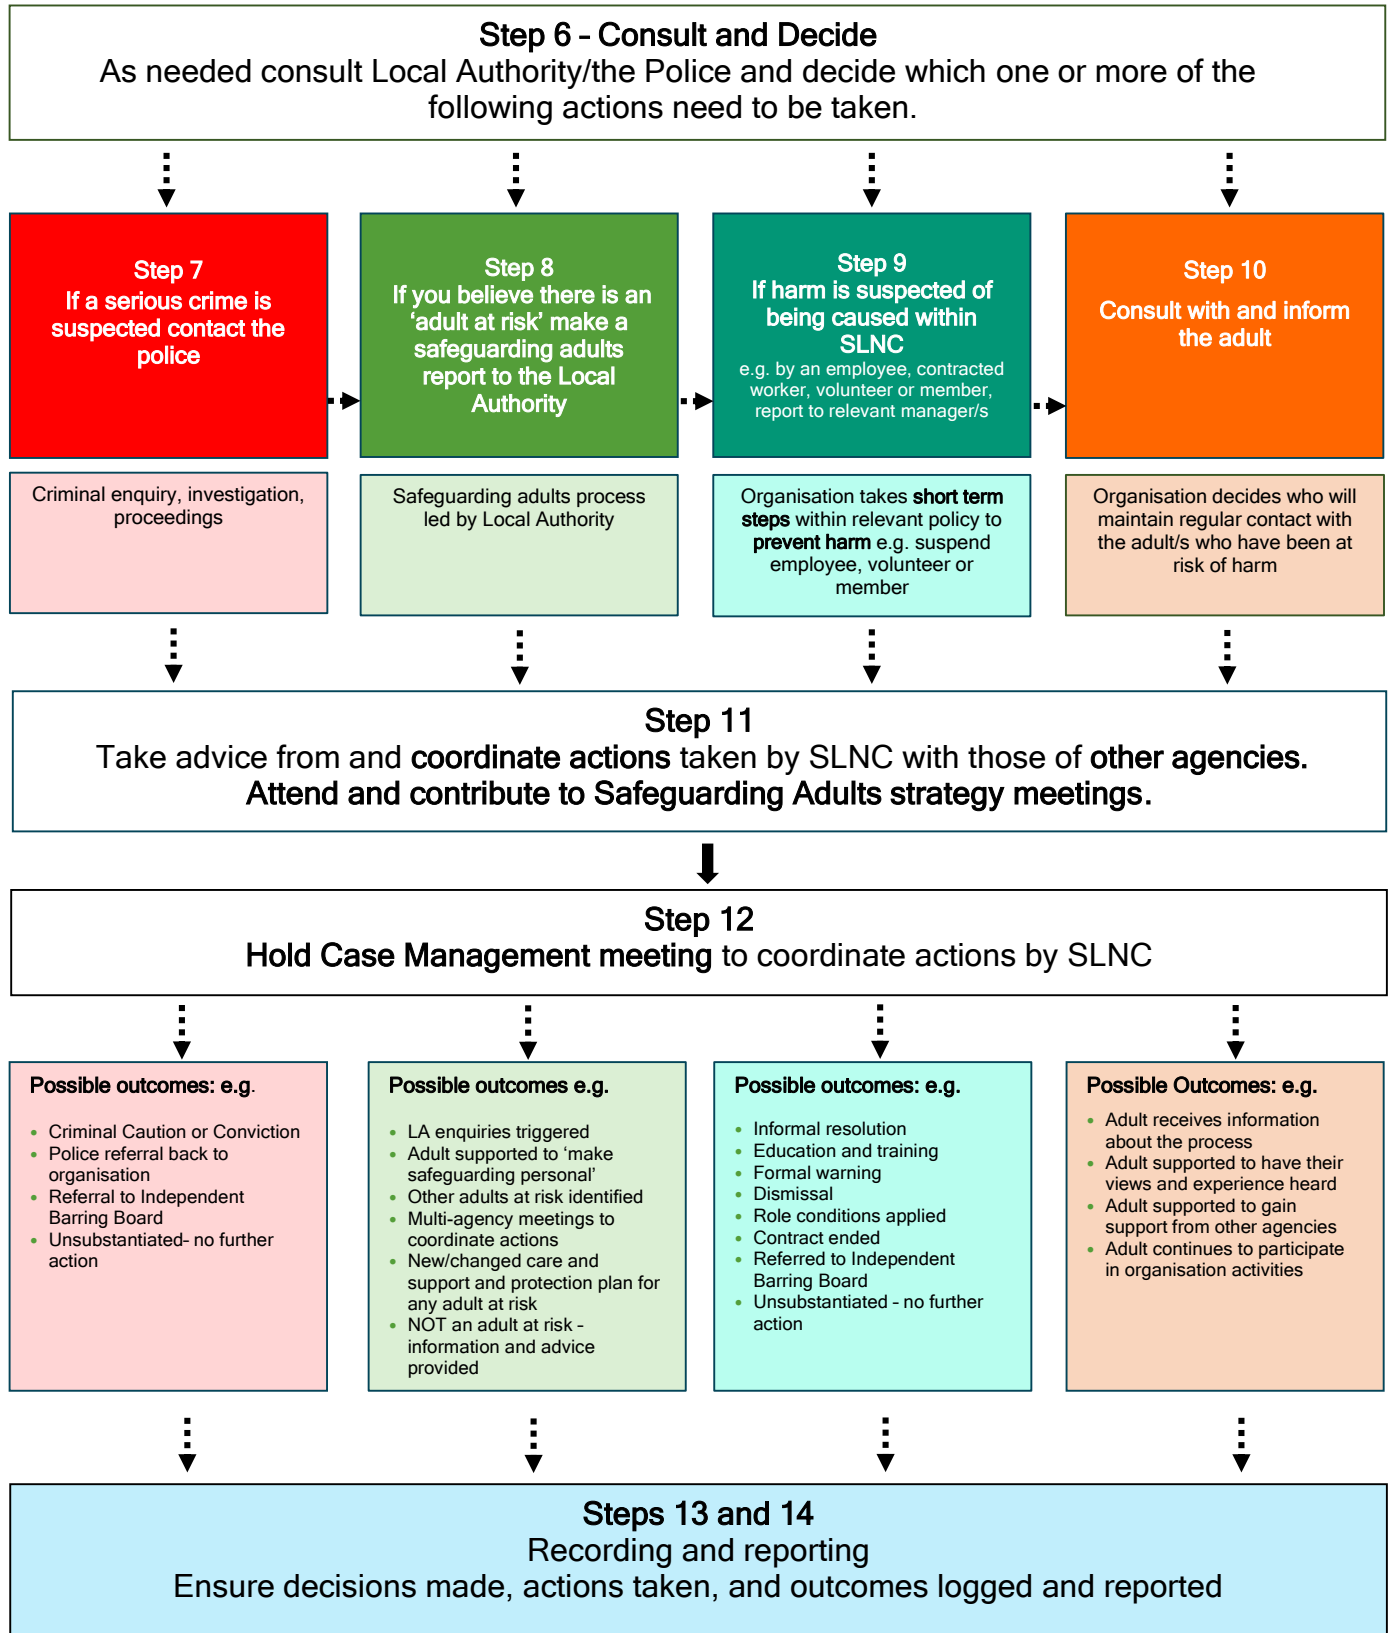 Step 6 - Consult and Decide
As needed consult Local Authority/the Police and decide which one or more of the
following actions need to be taken.
Step 7
If a serious crime is
suspected contact the
police
Step 8
If you believe there is an
‘adult at risk’ make a
safeguarding adults
report to the Local
Authority
Step 9
If harm is suspected of
being caused within
SLNC
e.g. by an employee, contracted
worker, volunteer or member,
report to relevant manager/s
Step 10
Consult with and inform
the adult
Criminal enquiry, investigation,
proceedings
Safeguarding adults process
led by Local Authority
Organisation takes short term
steps within relevant policy to
prevent harm e.g. suspend
employee, volunteer or
member
Organisation decides who will
maintain regular contact with
the adult/s who have been at
risk of harm
Step 11
Take advice from and coordinate actions taken by SLNC with those of other agencies.
Attend and contribute to Safeguarding Adults strategy meetings.
Step 12
Hold Case Management meeting to coordinate actions by SLNC
Possible outcomes: e.g.
• Criminal Caution or Conviction
• Police referral back to
organisation
• Referral to Independent
Barring Board
• Unsubstantiated- no further
action
Possible outcomes e.g.
• LA enquiries triggered
• Adult supported to ‘make
safeguarding personal’
• Other adults at risk identified
• Multi-agency meetings to
coordinate actions
• New/changed care and
support and protection plan for
any adult at risk
• NOT an adult at risk -
information and advice
provided
Possible outcomes: e.g.
• Informal resolution
• Education and training
• Formal warning
• Dismissal
• Role conditions applied
• Contract ended
• Referred to Independent
Barring Board
• Unsubstantiated - no further
action
Possible Outcomes: e.g.
• Adult receives information
about the process
• Adult supported to have their
views and experience heard
• Adult supported to gain
support from other agencies
• Adult continues to participate
in organisation activities
Steps 13 and 14
Recording and reporting
Ensure decisions made, actions taken, and outcomes logged and reported